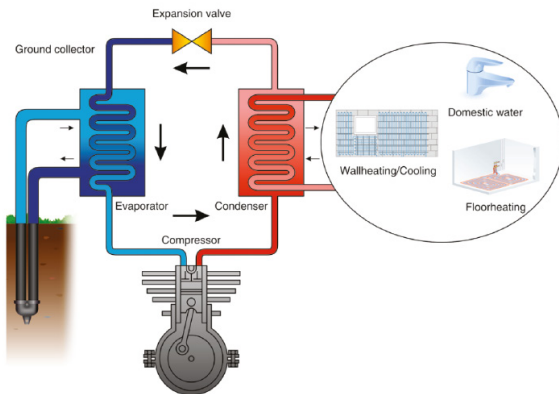 Expansion valve
Ground collector
Domestic water
Wallheating/Cooling
Floorheating
Evaporator
Condenser
Compressor